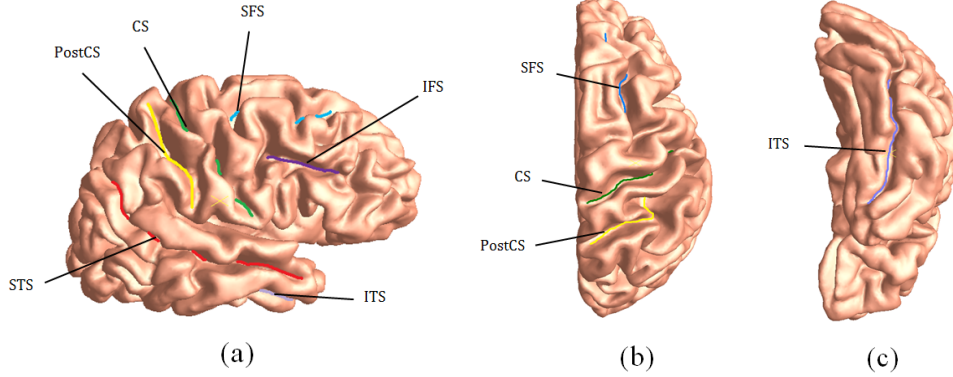 SFS
CS
PostCS
IFS
STS
ITS
(a)
SFS
CS
PostCS
(b)
ITS
(c)